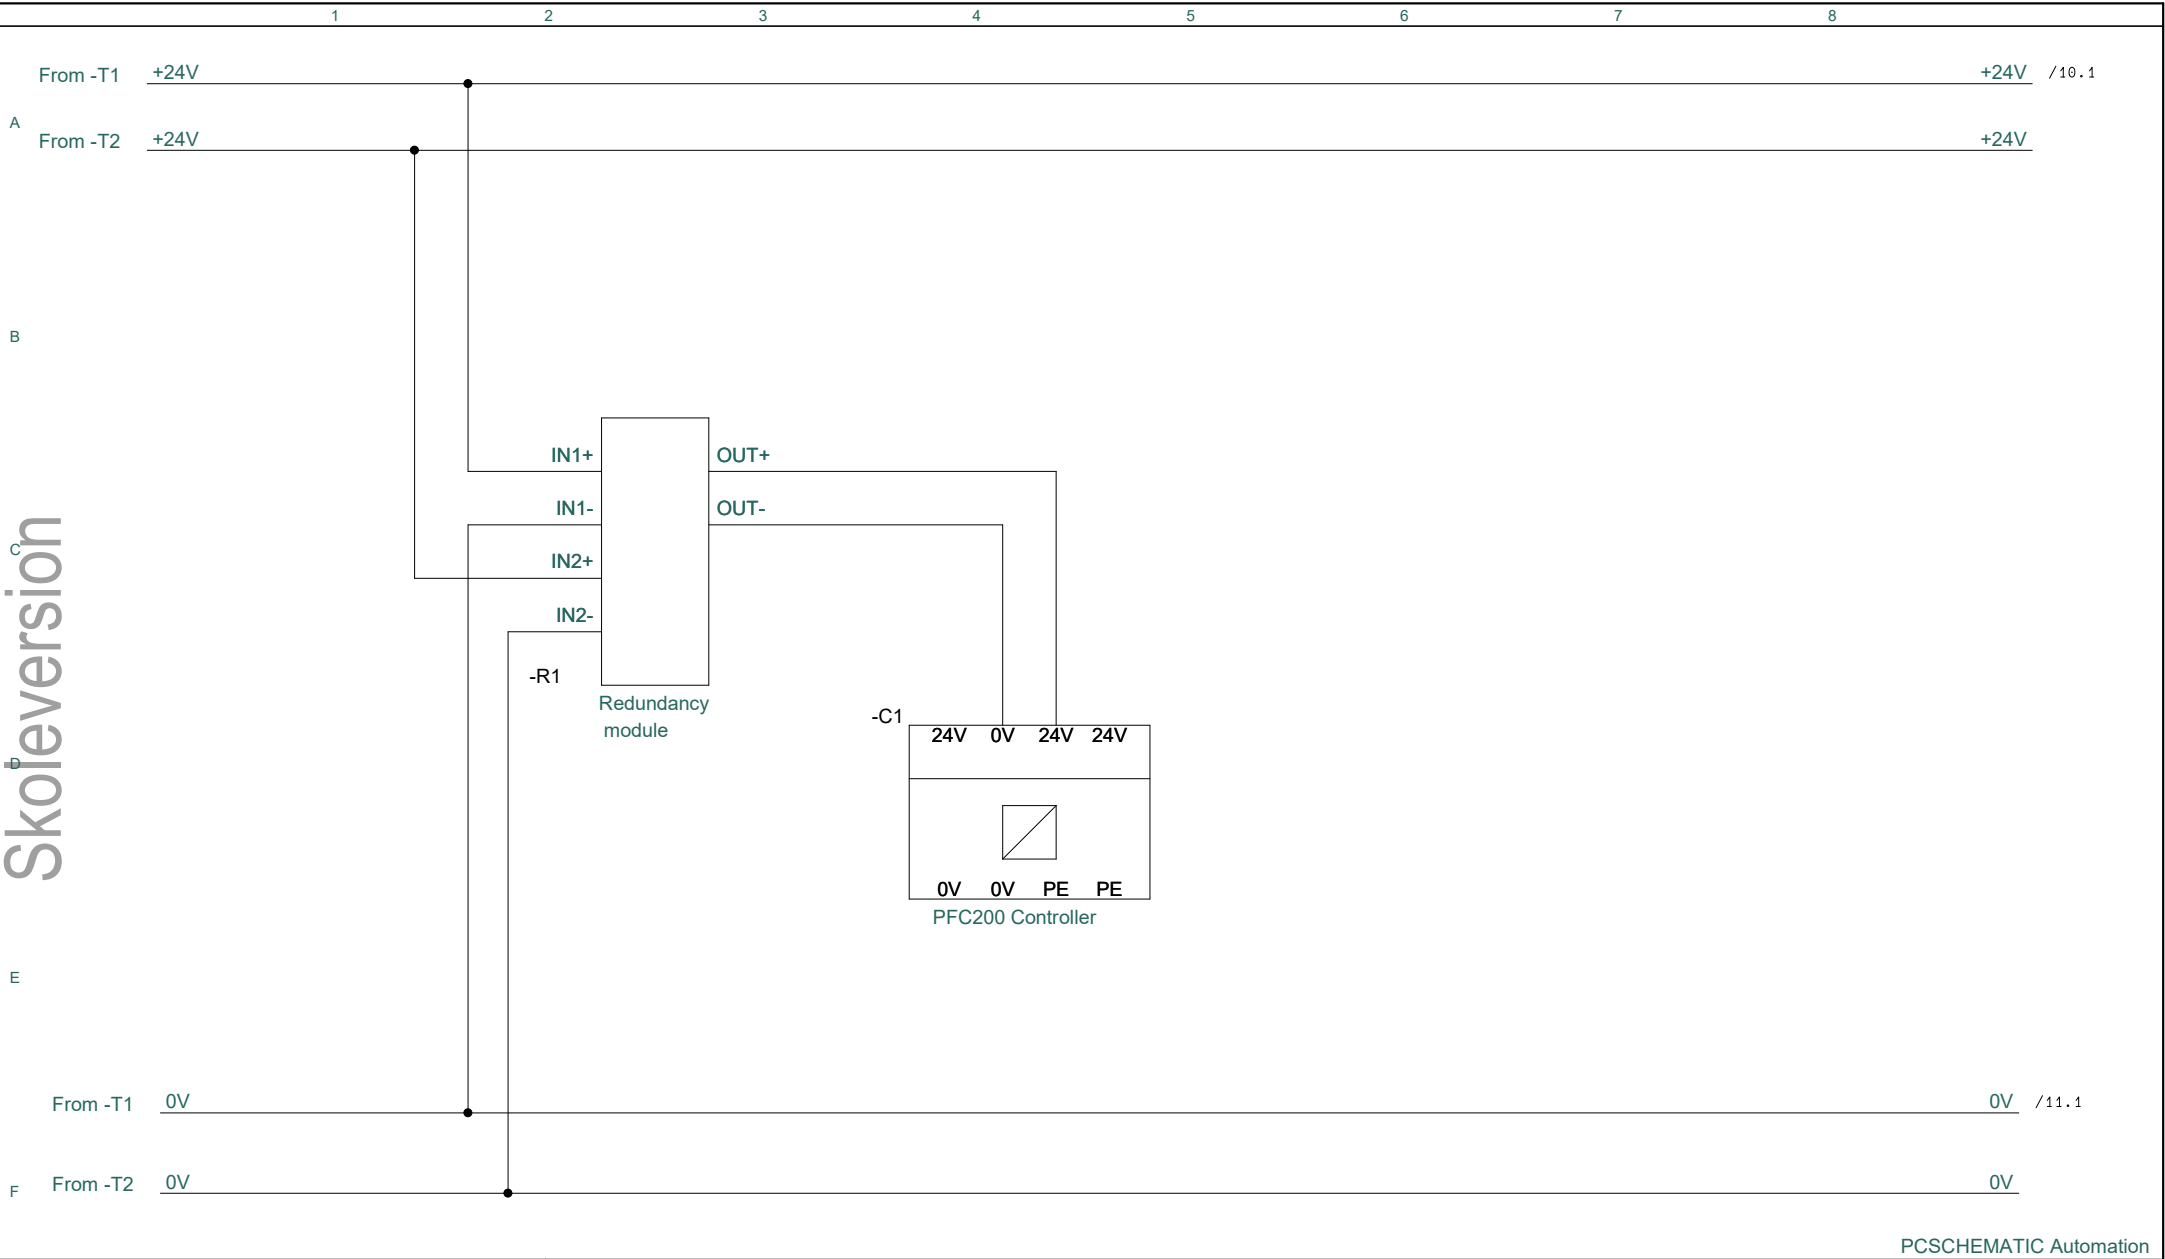 1 2 3 4 5 6 7 8
From -T1 +24V +24V /10.1
A
From -T2 +24V +24V
B
IN1+ OUT+
IN1- OUT-
C
IN2+
IN2-
-R1
Redundancy
module
-C1
24V 0V 24V 24V
D
0V 0V PE PE
PFC200 Controller
Skoleversion
E
From -T1 0V 0V /11.1
F From -T2 0V 0V
PCSCHEMATIC Automation